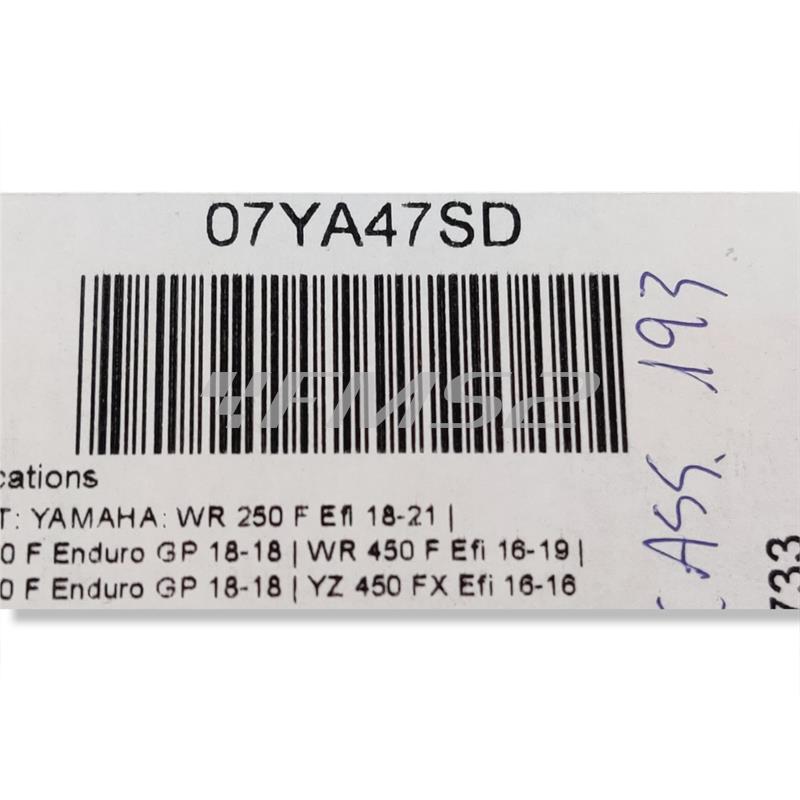 07YA47SD
cations
T: YAMAHA: WR 250 F Efi 18-21 |
0 F Enduro GP 18-18 | WR 450 F Efi 16-19 |
0 F Enduro GP 18-18 | YZ 450 FX Efi 16-16
ASS. 193
733
FMS2